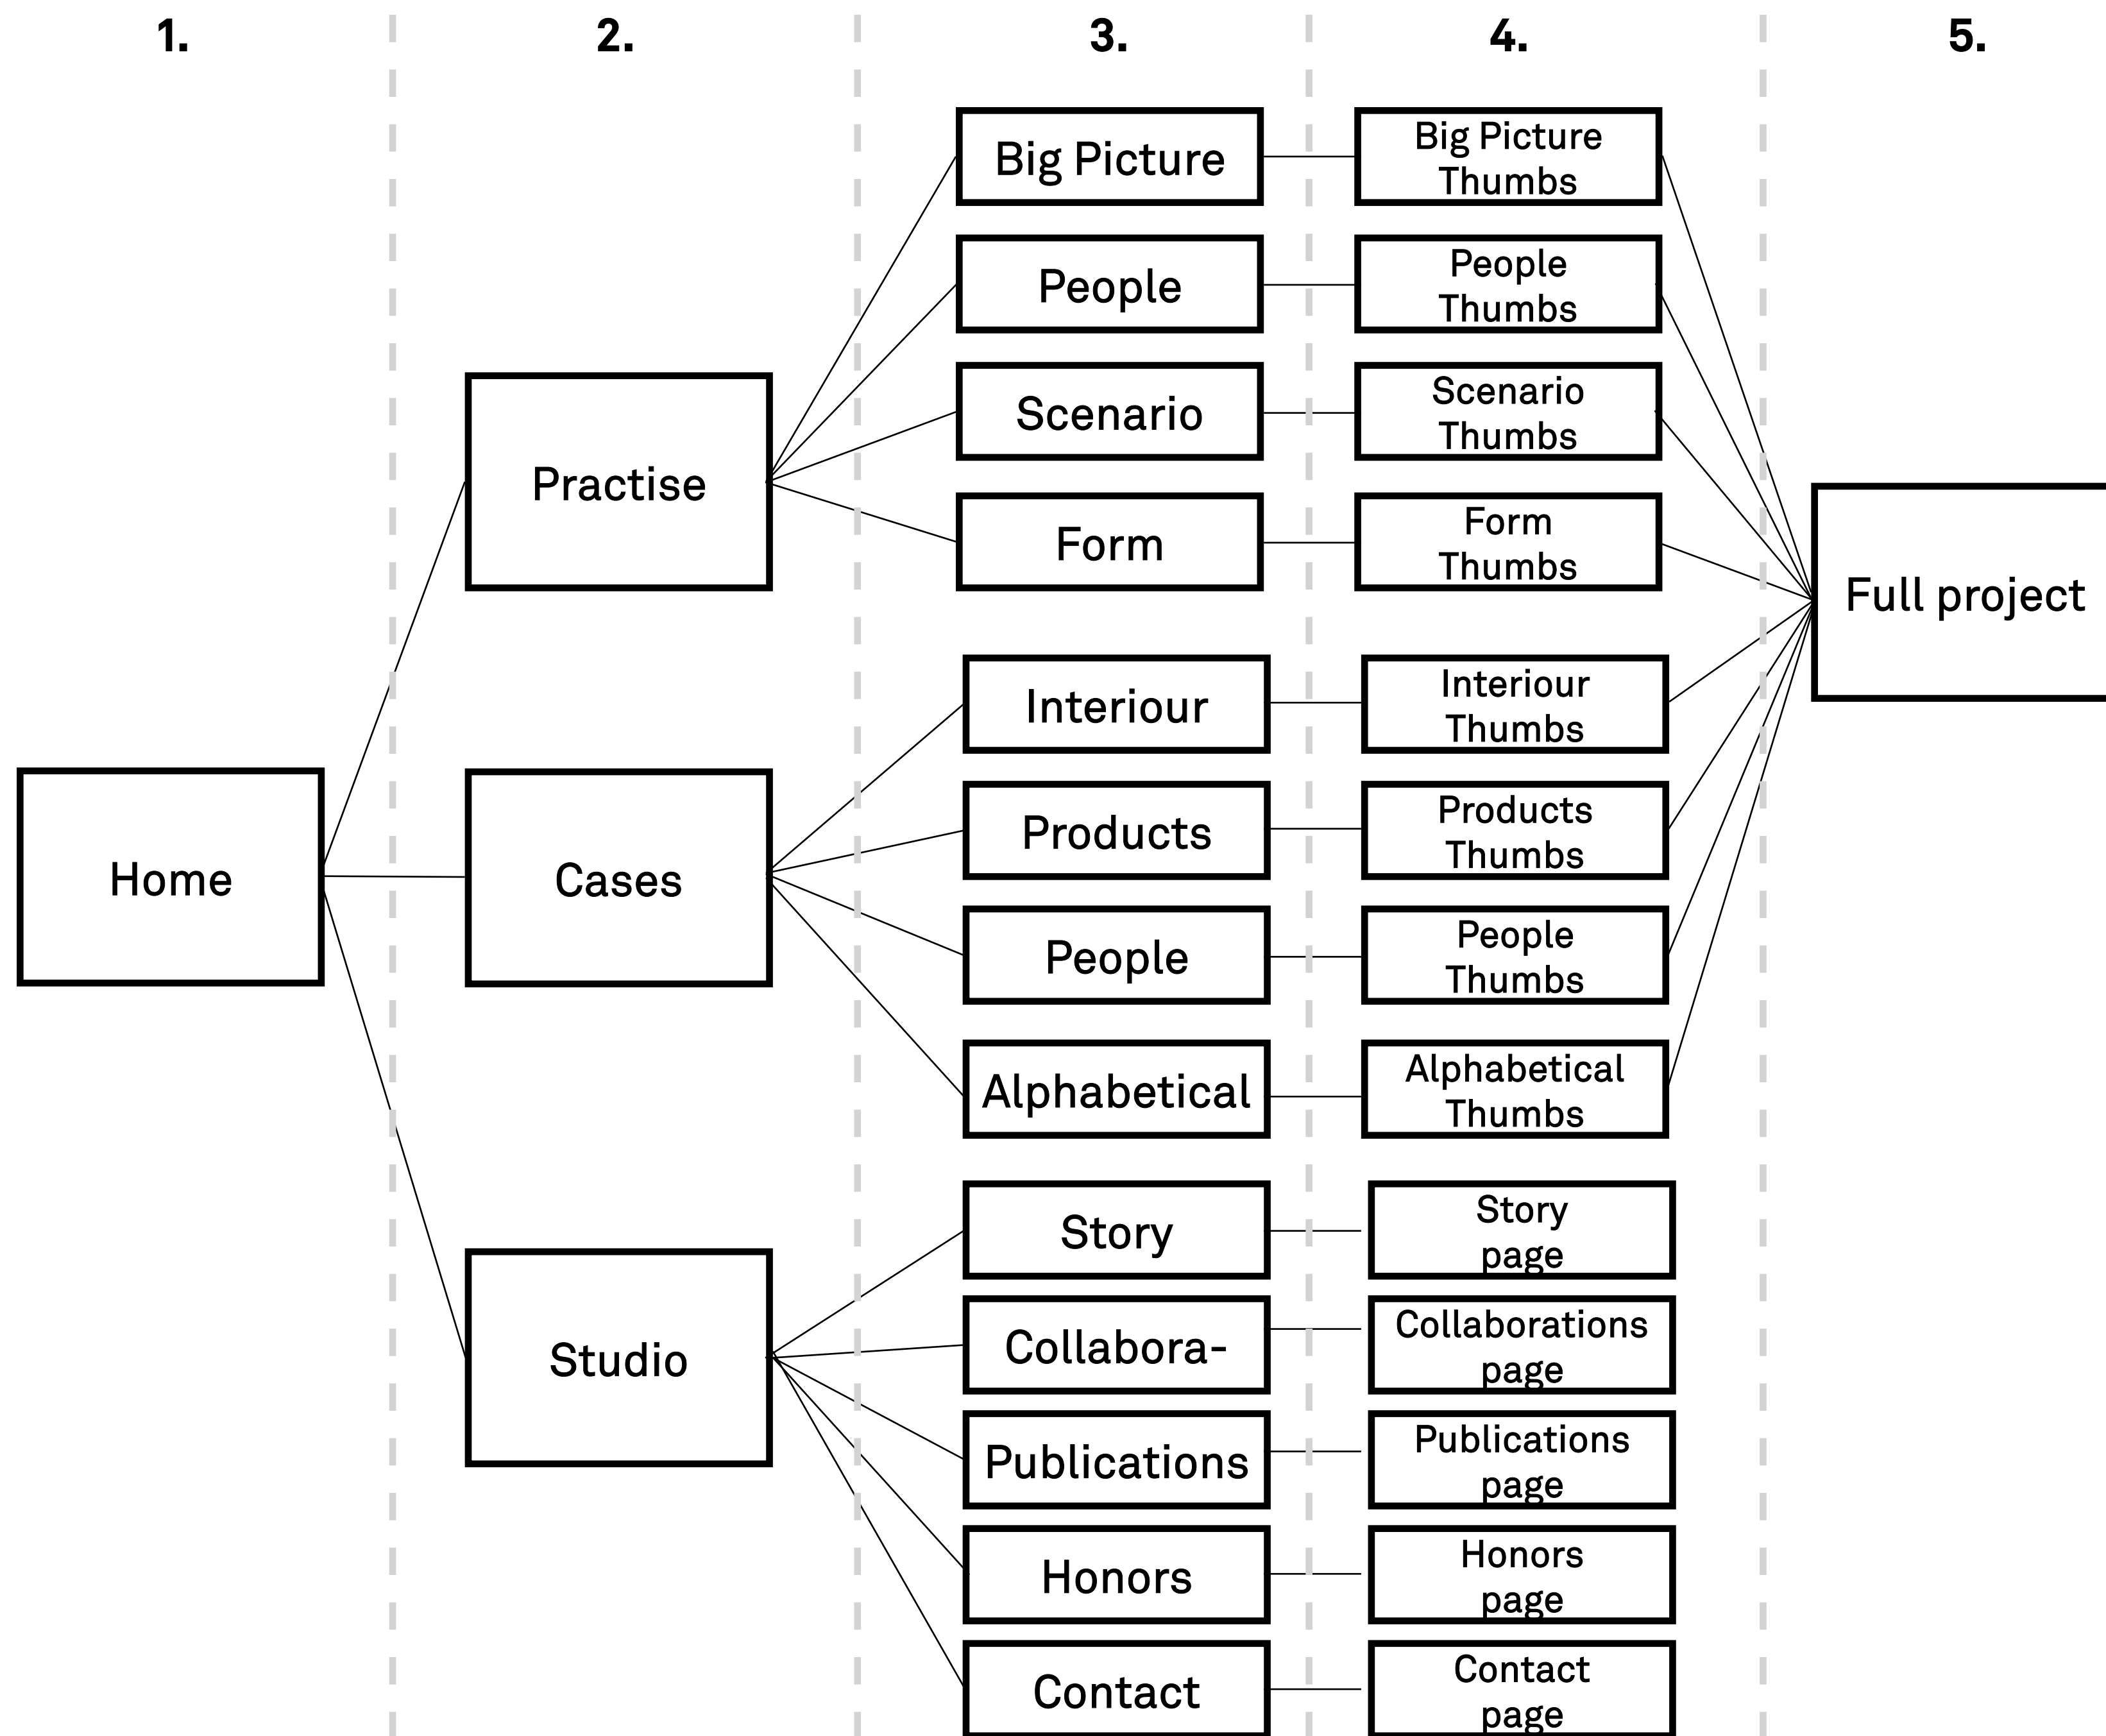 1.
2.
3.
4.
5.
Big Picture
Big Picture
Thumbs
People
People
Thumbs
Scenario
Scenario
Thumbs
Practise
Form
Form
Thumbs
Full project
Interiour
Interiour
Thumbs
Products
Products
Thumbs
Home
Cases
People
People
Thumbs
Alphabetical
Alphabetical
Thumbs
Story
Story
page
Studio
Collabora-
Collaborations
page
Publications
Publications
page
Honors
Honors
page
Contact
Contact
page